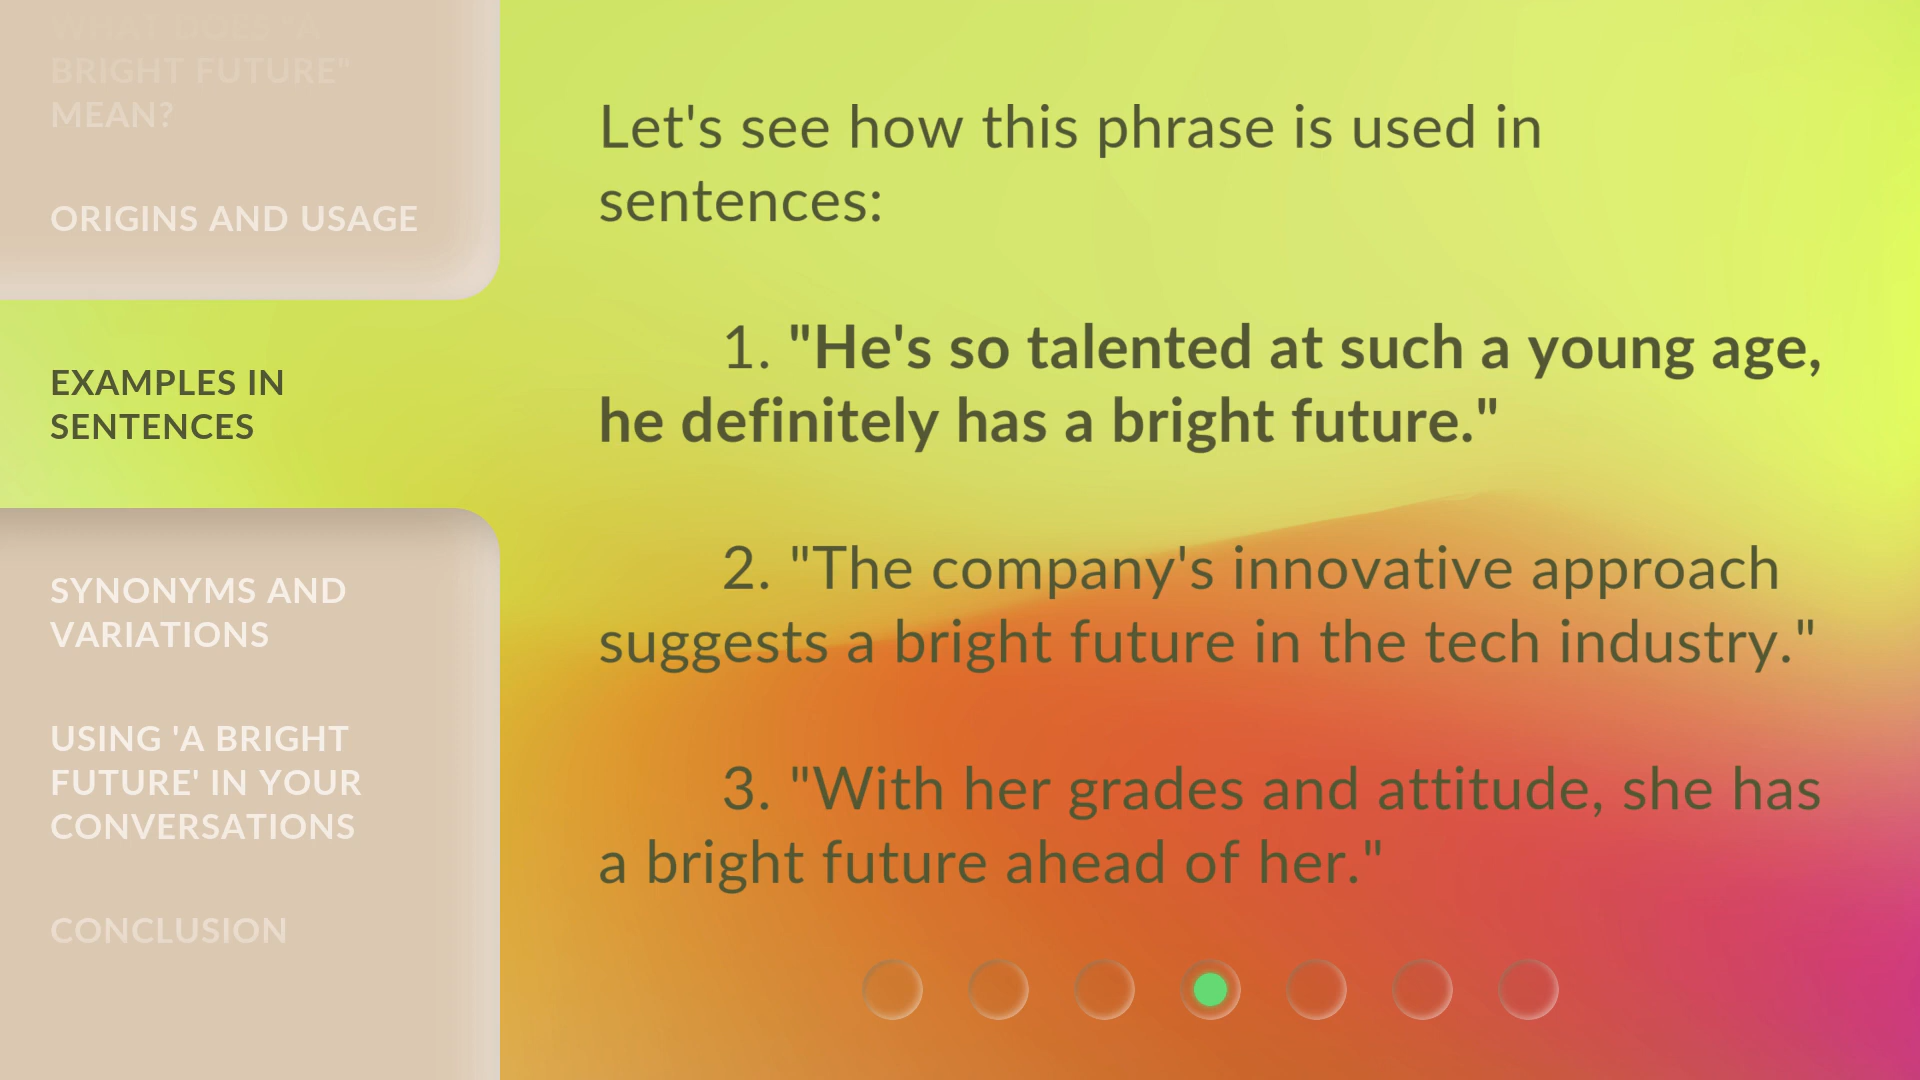 WHAT DOES "A
BRIGHT FUTURE"
MEAN?
ORIGINS AND USAGE
EXAMPLES IN
SENTENCES
SYNONYMS AND
VARIATIONS
USING 'A BRIGHT
FUTURE' IN YOUR
CONVERSATIONS
CONCLUSION
Let's see how this phrase is used in
sentences:
1. "He's so talented at such a young age,
he definitely has a bright future."
2. "The company's innovative approach
suggests a bright future in the tech industry."
3. "With her grades and attitude, she has
a bright future ahead of her."